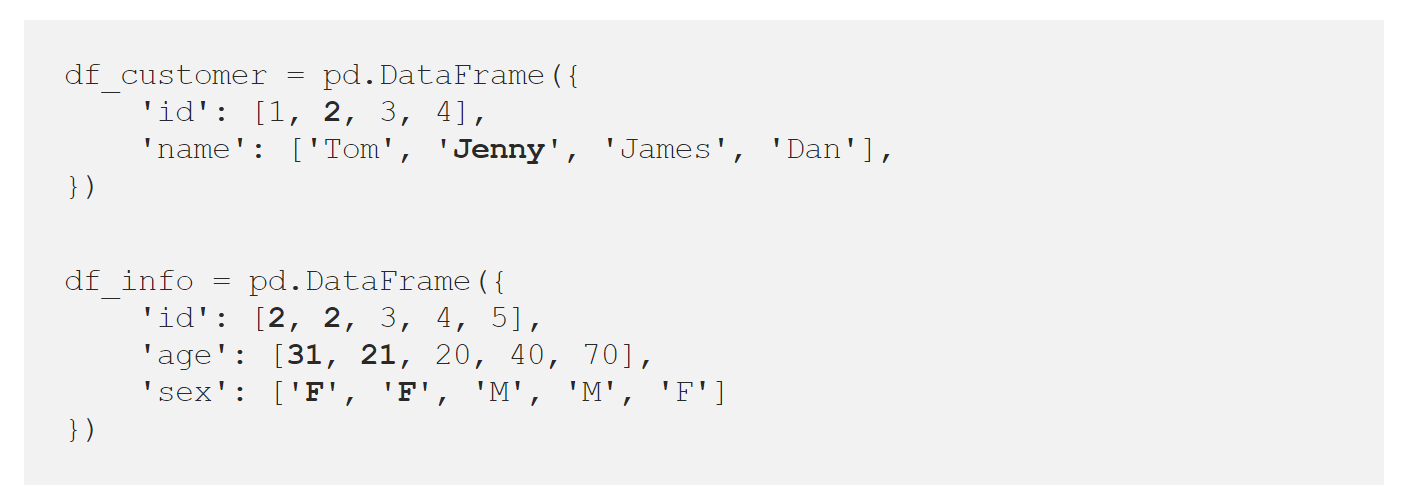 df_customer = pd.DataFrame({
    'id': [1, 2, 3, 4],
    'name': ['Tom', 'Jenny', 'James', 'Dan'],
})
df_info = pd.DataFrame({
    'id': [2, 2, 3, 4, 5],
    'age': [31, 21, 20, 40, 70],
    'sex': ['F', 'F', 'M', 'M', 'F']
})